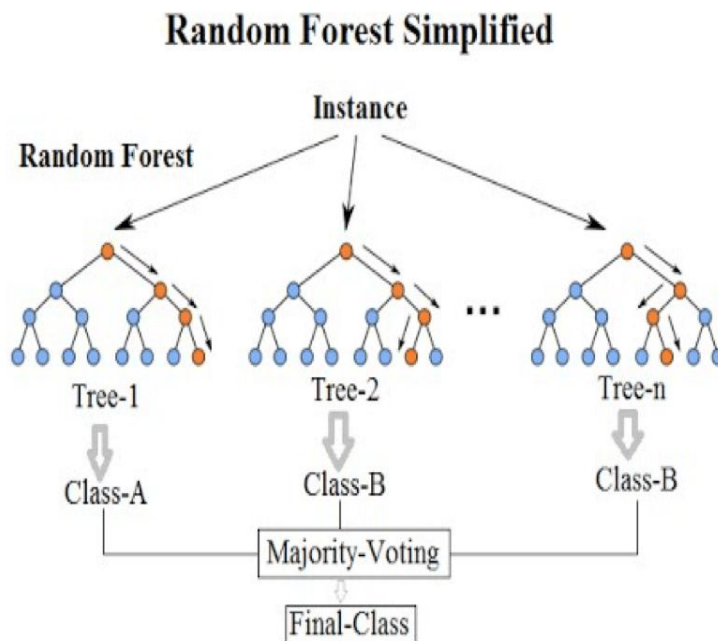 Random Forest Simplified
Instance
Random Forest
...
Tree-1
Tree-2
Tree-n
Class-A
Class-B
Class-B
Majority-Voting
Final-Class